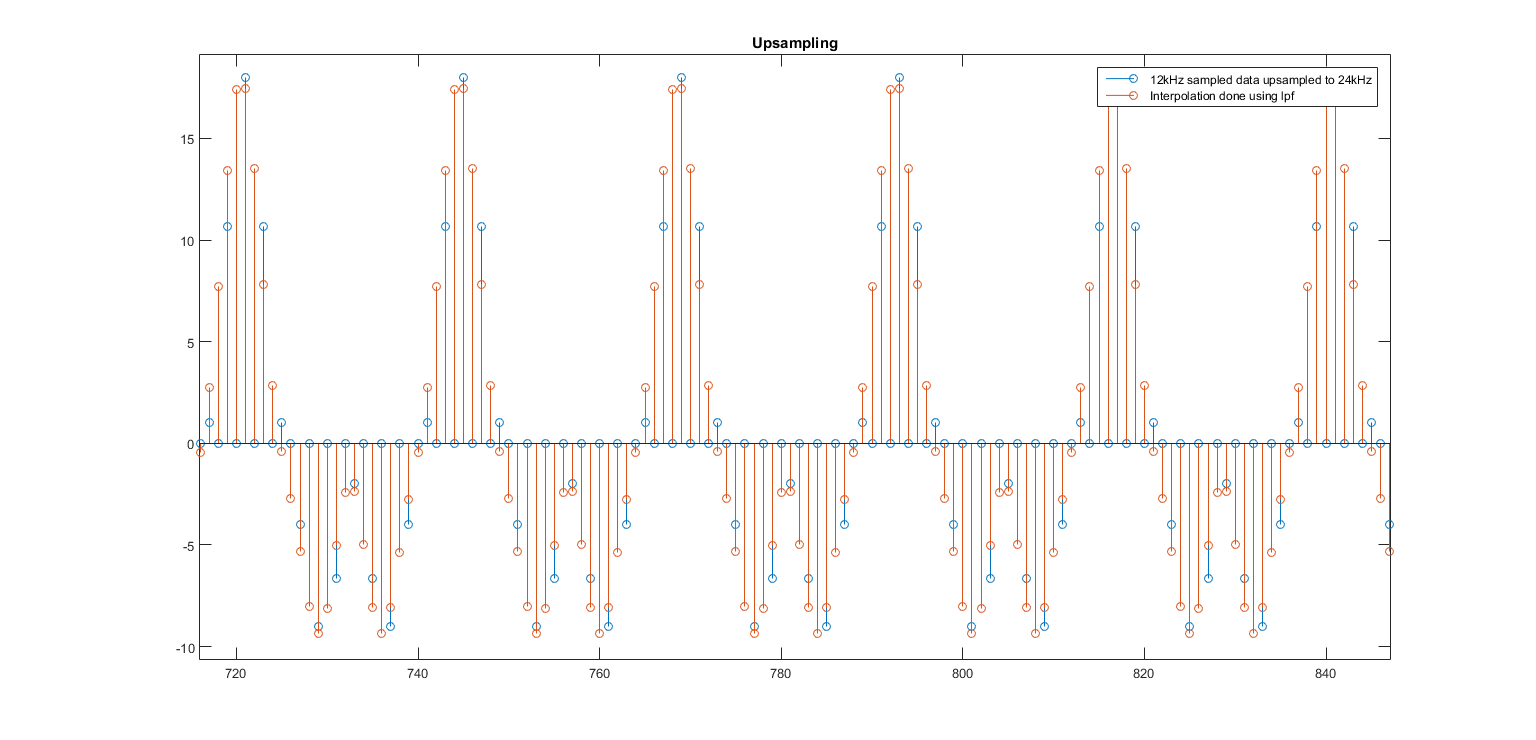 Upsampling
12kHz sampled data upsampled to 24kHz
Interpolation done using lpf
15
10
5
0
-5
-10
720 740 760 780 800 820 840